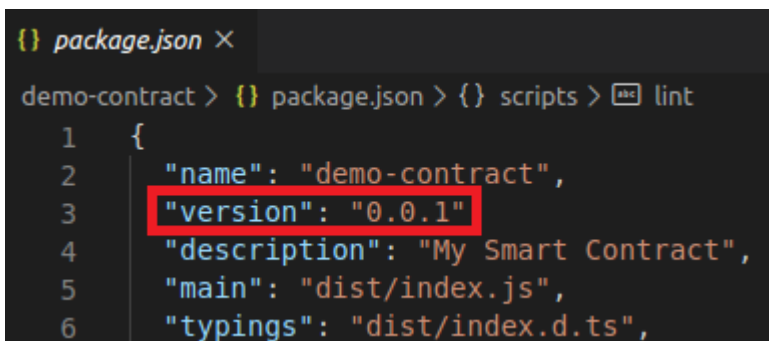 {} package.json ×
demo-contract > {} package.json > {} scripts > abc lint
1 {
2 "name": "demo-contract",
3 "version": "0.0.1"
4 "description": "My Smart Contract",
5 "main": "dist/index.js",
6 "typings": "dist/index.d.ts",